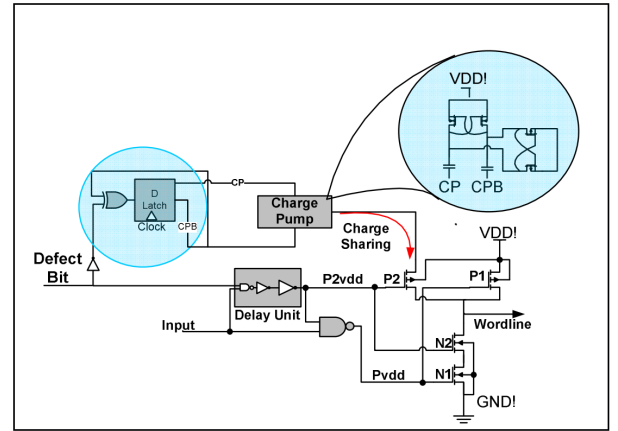 VDD!
CP CPB
D
Latch
Clock
CP
CPB
Charge
Pump
Charge
Sharing
VDD!
Defect
Bit
P2vdd
P2
P1
Delay Unit
Wordline
Input
N2
Pvdd
N1
GND!